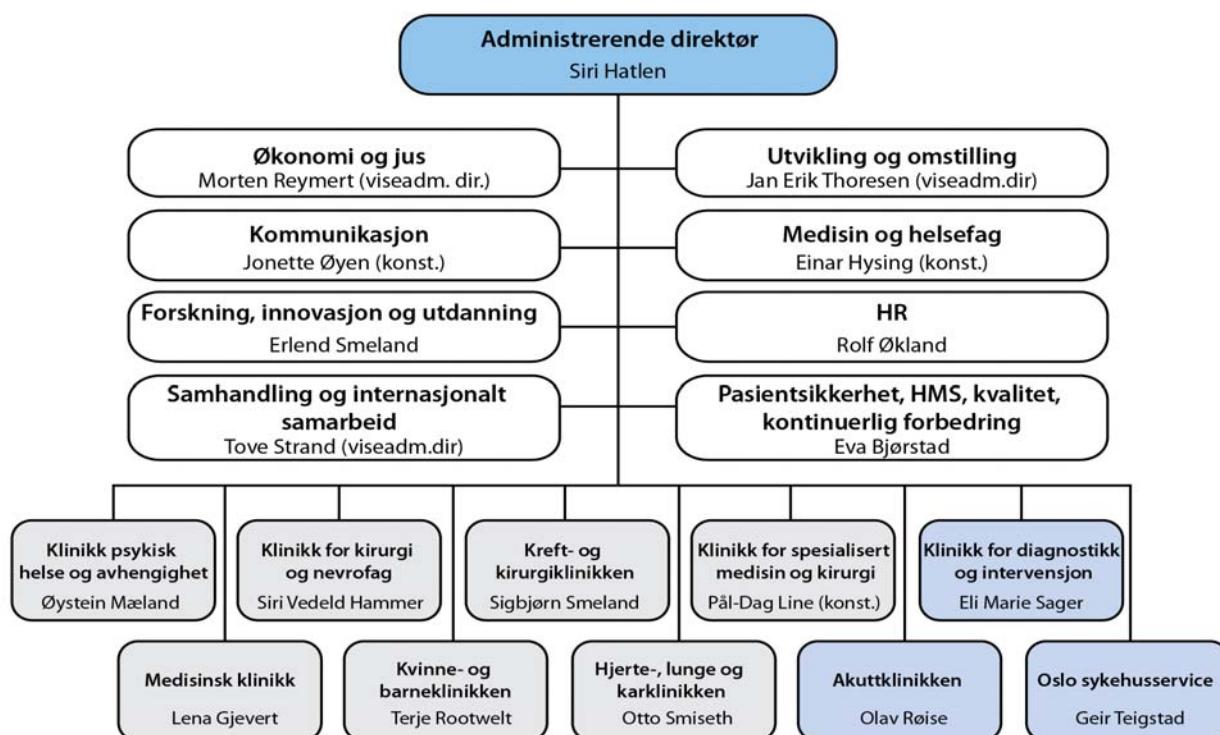 Administrerende direktør
Siri Hatlen
Økonomi og jus
Morten Reymert (viseadm. dir.)
Utvikling og omstilling
Jan Erik Thoresen (viseadm.dir)
Kommunikasjon
Jonette Øyen (konst.)
Medisin og helsefag
Einar Hysing (konst.)
Forskning, innovasjon og utdanning
Erlend Smeland
HR
Rolf Økland
Samhandling og internasjonalt
samarbeid
Tove Strand (viseadm.dir)
Pasientsikkerhet, HMS, kvalitet,
kontinuerlig forbedring
Eva Bjørstad
Klinikk psykisk
helse og avhengighet
Øystein Mæland
Klinikk for kirurgi
og nevrofag
Siri Vedeld Hammer
Kreft- og
kirurgiklinikken
Sigbjørn Smeland
Klinikk for spesialisert
medisin og kirurgi
Pål-Dag Line (konst.)
Klinikk for diagnostikk
og intervensjon
Eli Marie Sager
Medisinsk klinikk
Lena Gjevert
Kvinne- og
barneklinikken
Terje Rootwelt
Hjerte-, lunge og
karklinikken
Otto Smiseth
Akuttklinikken
Olav Røise
Oslo sykehusservice
Geir Teigstad